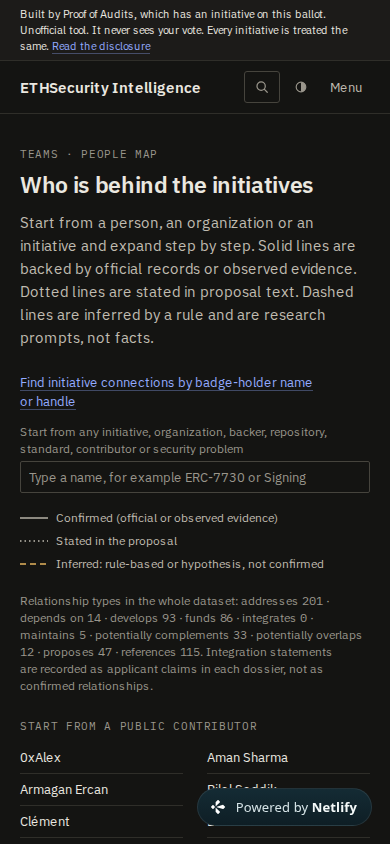 Built by Proof of Audits, which has an initiative on this ballot.
Unofficial tool. It never sees your vote. Every initiative is treated the
same. Read the disclosure
ETHSecurity Intelligence
Menu
TEAMS · PEOPLE MAP
Who is behind the initiatives
Start from a person, an organization or an
initiative and expand step by step. Solid lines are
backed by official records or observed evidence.
Dotted lines are stated in proposal text. Dashed
lines are inferred by a rule and are research
prompts, not facts.
Find initiative connections by badge-holder name
or handle
Start from any initiative, organization, backer, repository,
standard, contributor or security problem
Type a name, for example ERC-7730 or Signing
Confirmed (official or observed evidence)
Stated in the proposal
Inferred: rule-based or hypothesis, not confirmed
Relationship types in the whole dataset: addresses 201 ·
depends on 14 · develops 93 · funds 86 · integrates 0 ·
maintains 5 · potentially complements 33 · potentially overlaps
12 · proposes 47 · references 115. Integration statements
are recorded as applicant claims in each dossier, not as
confirmed relationships.
START FROM A PUBLIC CONTRIBUTOR
0xAlex
Aman Sharma
Armagan Ercan
Clément
Powered by Netlify